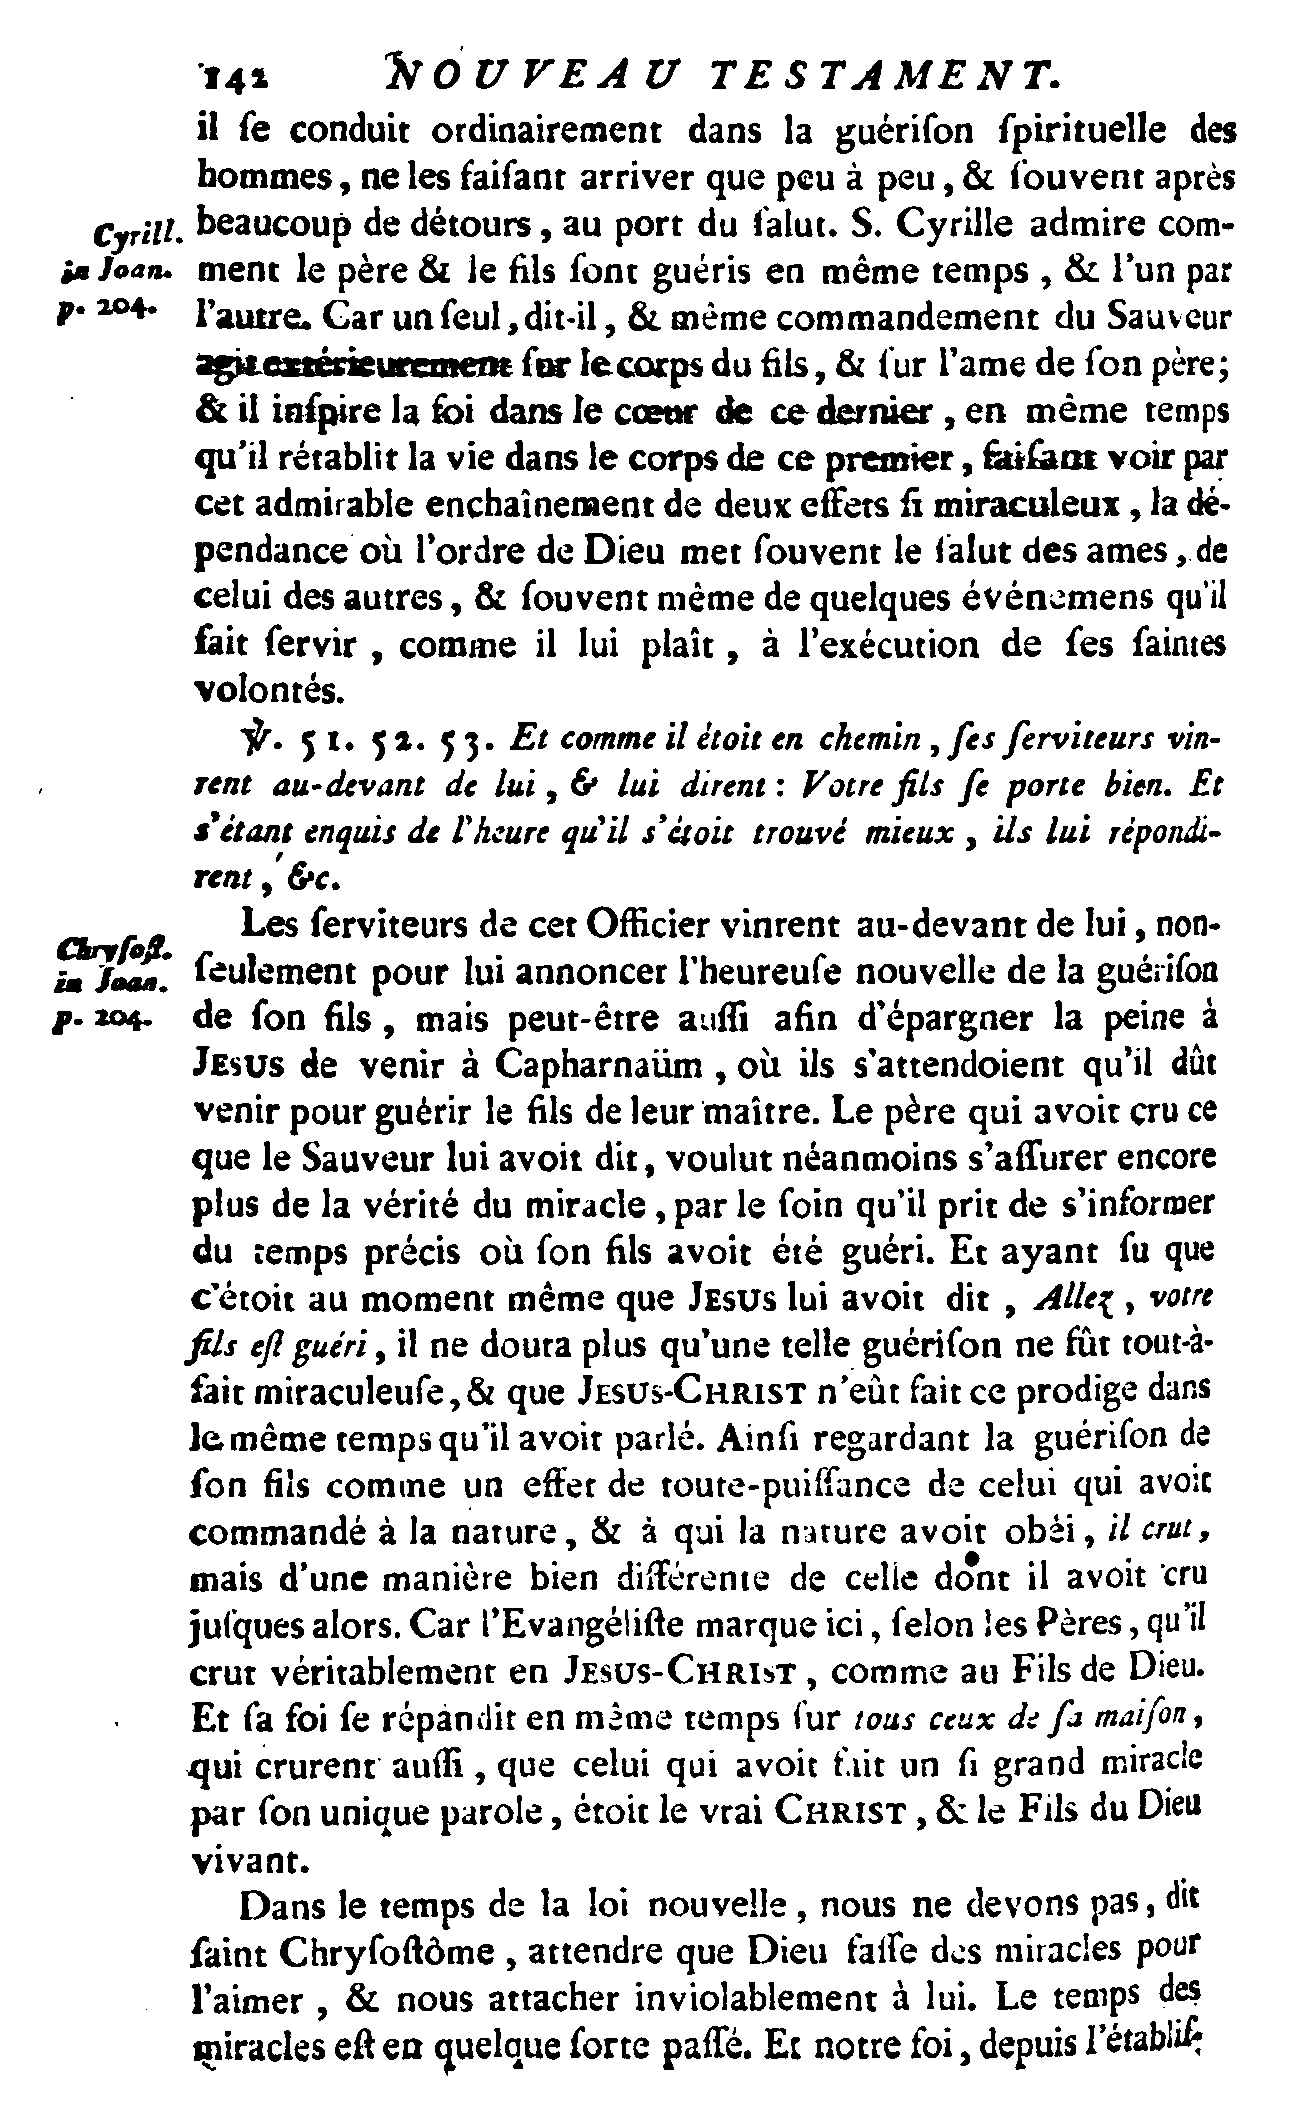 142 NOUVEAU TESTAMENT.
il ſe conduit ordinairement dans la guériſon ſpirituelle des
hommes, ne les faiſant arriver que peu à peu, & ſouvent après
beaucoup de détours, au port du ſalut. S. Cyrille admire com-
Cyrill.
in Joan.
p. 204.
ment le père & le fils ſont guéris en même temps, & l'un par
l'autre. Car un ſeul, dit-il, & même commandement du Sauveur
agit extérieurement ſur le corps du fils, & ſur l'ame de ſon père;
& il inſpire la foi dans le cœur de ce dernier, en même temps
qu'il rétablit la vie dans le corps de ce premier, faiſant voir par
cet admirable enchaînement de deux effets ſi miraculeux, la dé-
pendance où l'ordre de Dieu met ſouvent le ſalut des ames, de
celui des autres, & ſouvent même de quelques événemens qu'il
fait ſervir, comme il lui plaît, à l'exécution de ſes ſaintes
volontés.
℣. 51. 52. 53. Et comme il étoit en chemin, ſes ſerviteurs vin-
rent au-devant de lui, & lui dirent : Votre fils ſe porte bien. Et
s'étant enquis de l'heure qu'il s'étoit trouvé mieux, ils lui répondi-
rent, &c.
Les ſerviteurs de cet Officier vinrent au-devant de lui, non-
Chryſoſt.
in Joan.
p. 204.
ſeulement pour lui annoncer l'heureuſe nouvelle de la guériſon
de ſon fils, mais peut-être auſſi afin d'épargner la peine à
JESUS de venir à Capharnaüm, où ils s'attendoient qu'il dût
venir pour guérir le fils de leur maître. Le père qui avoit cru ce
que le Sauveur lui avoit dit, voulut néanmoins s'aſſurer encore
plus de la vérité du miracle, par le ſoin qu'il prit de s'informer
du temps précis où ſon fils avoit été guéri. Et ayant ſu que
c'étoit au moment même que JESUS lui avoit dit, Allez, votre
fils eſt guéri, il ne douta plus qu'une telle guériſon ne fût tout-à-
fait miraculeuſe, & que JESUS-CHRIST n'eût fait ce prodige dans
le même temps qu'il avoit parlé. Ainſi regardant la guériſon de
ſon fils comme un effet de toute-puiſſance de celui qui avoit
commandé à la nature, & à qui la nature avoit obéi, il crut,
mais d'une manière bien différente de celle dont il avoit cru
juſques alors. Car l'Evangéliſte marque ici, ſelon les Pères, qu'il
crut véritablement en JESUS-CHRIST, comme au Fils de Dieu.
Et ſa foi ſe répandit en même temps ſur tous ceux de ſa maiſon,
qui crurent auſſi, que celui qui avoit fait un ſi grand miracle
par ſon unique parole, étoit le vrai CHRIST, & le Fils du Dieu
vivant.
Dans le temps de la loi nouvelle, nous ne devons pas, dit
ſaint Chryſoſtôme, attendre que Dieu faſſe des miracles pour
l'aimer, & nous attacher inviolablement à lui. Le temps des
miracles eſt en quelque ſorte paſſé. Et notre foi, depuis l'établiſ-